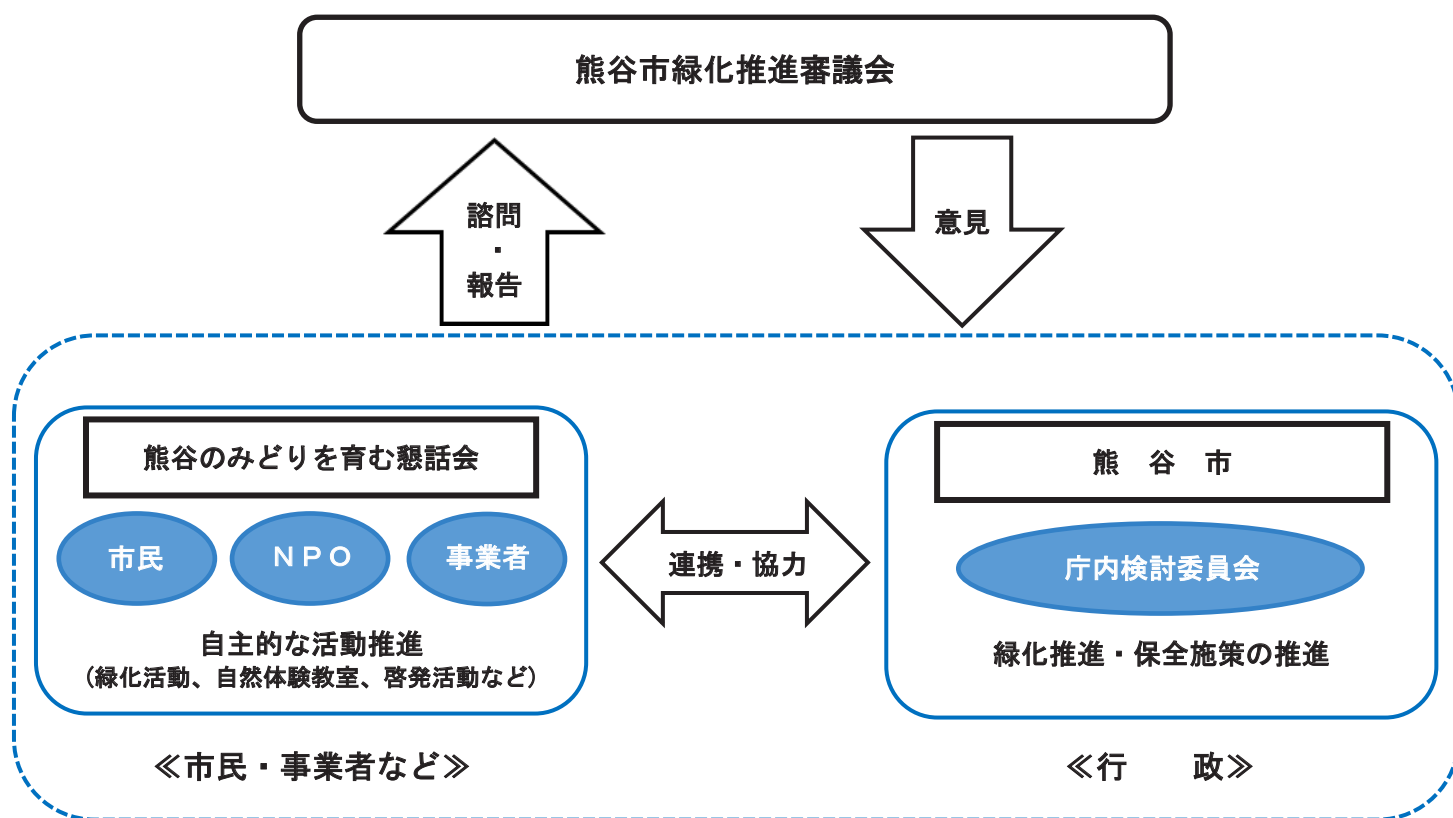 熊谷市緑化推進審議会
諮問
・
報告
意見
熊谷のみどりを育む懇話会
市民
ＮＰＯ
事業者
自主的な活動推進
（緑化活動、自然体験教室、啓発活動など）
連携・協力
熊　谷　市
庁内検討委員会
緑化推進・保全施策の推進
≪市民・事業者など≫
≪行　　政≫